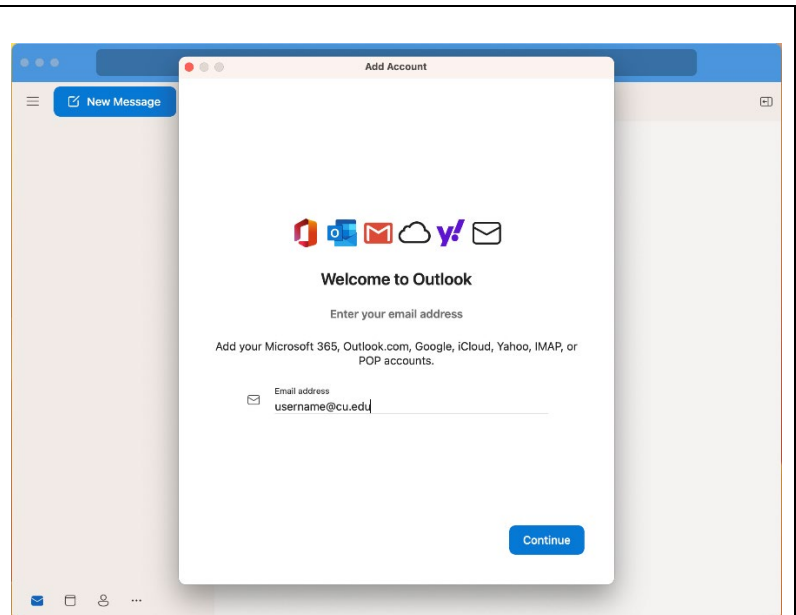 Add Account
New Message
y!
Welcome to Outlook
Enter your email address
Add your Microsoft 365, Outlook.com, Google, iCloud, Yahoo, IMAP, or
POP accounts.
Email address
username@cu.edu
Continue